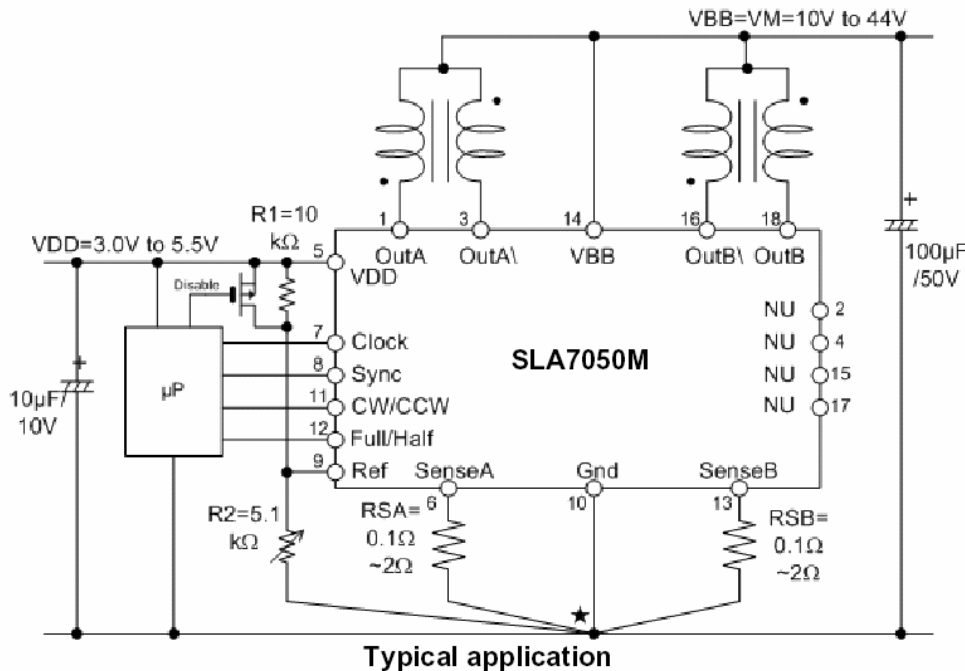 VBB=VM=10V to 44V
R1=10
kΩ
VDD=3.0V to 5.5V
1
3
14
16
18
OutA
OutA\
VBB
OutB\
OutB
+
100μF
/50V
5
VDD
Disable
NU
2
7
Clock
NU
4
SLA7050M
8
Sync
NU
15
μP
11
CW/CCW
NU
17
+
10μF/
10V
12
Full/Half
9
Ref
SenseA
Gnd
SenseB
6
10
13
R2=5.1
kΩ
RSA=
0.1Ω
~2Ω
RSB=
0.1Ω
~2Ω
★
Typical application